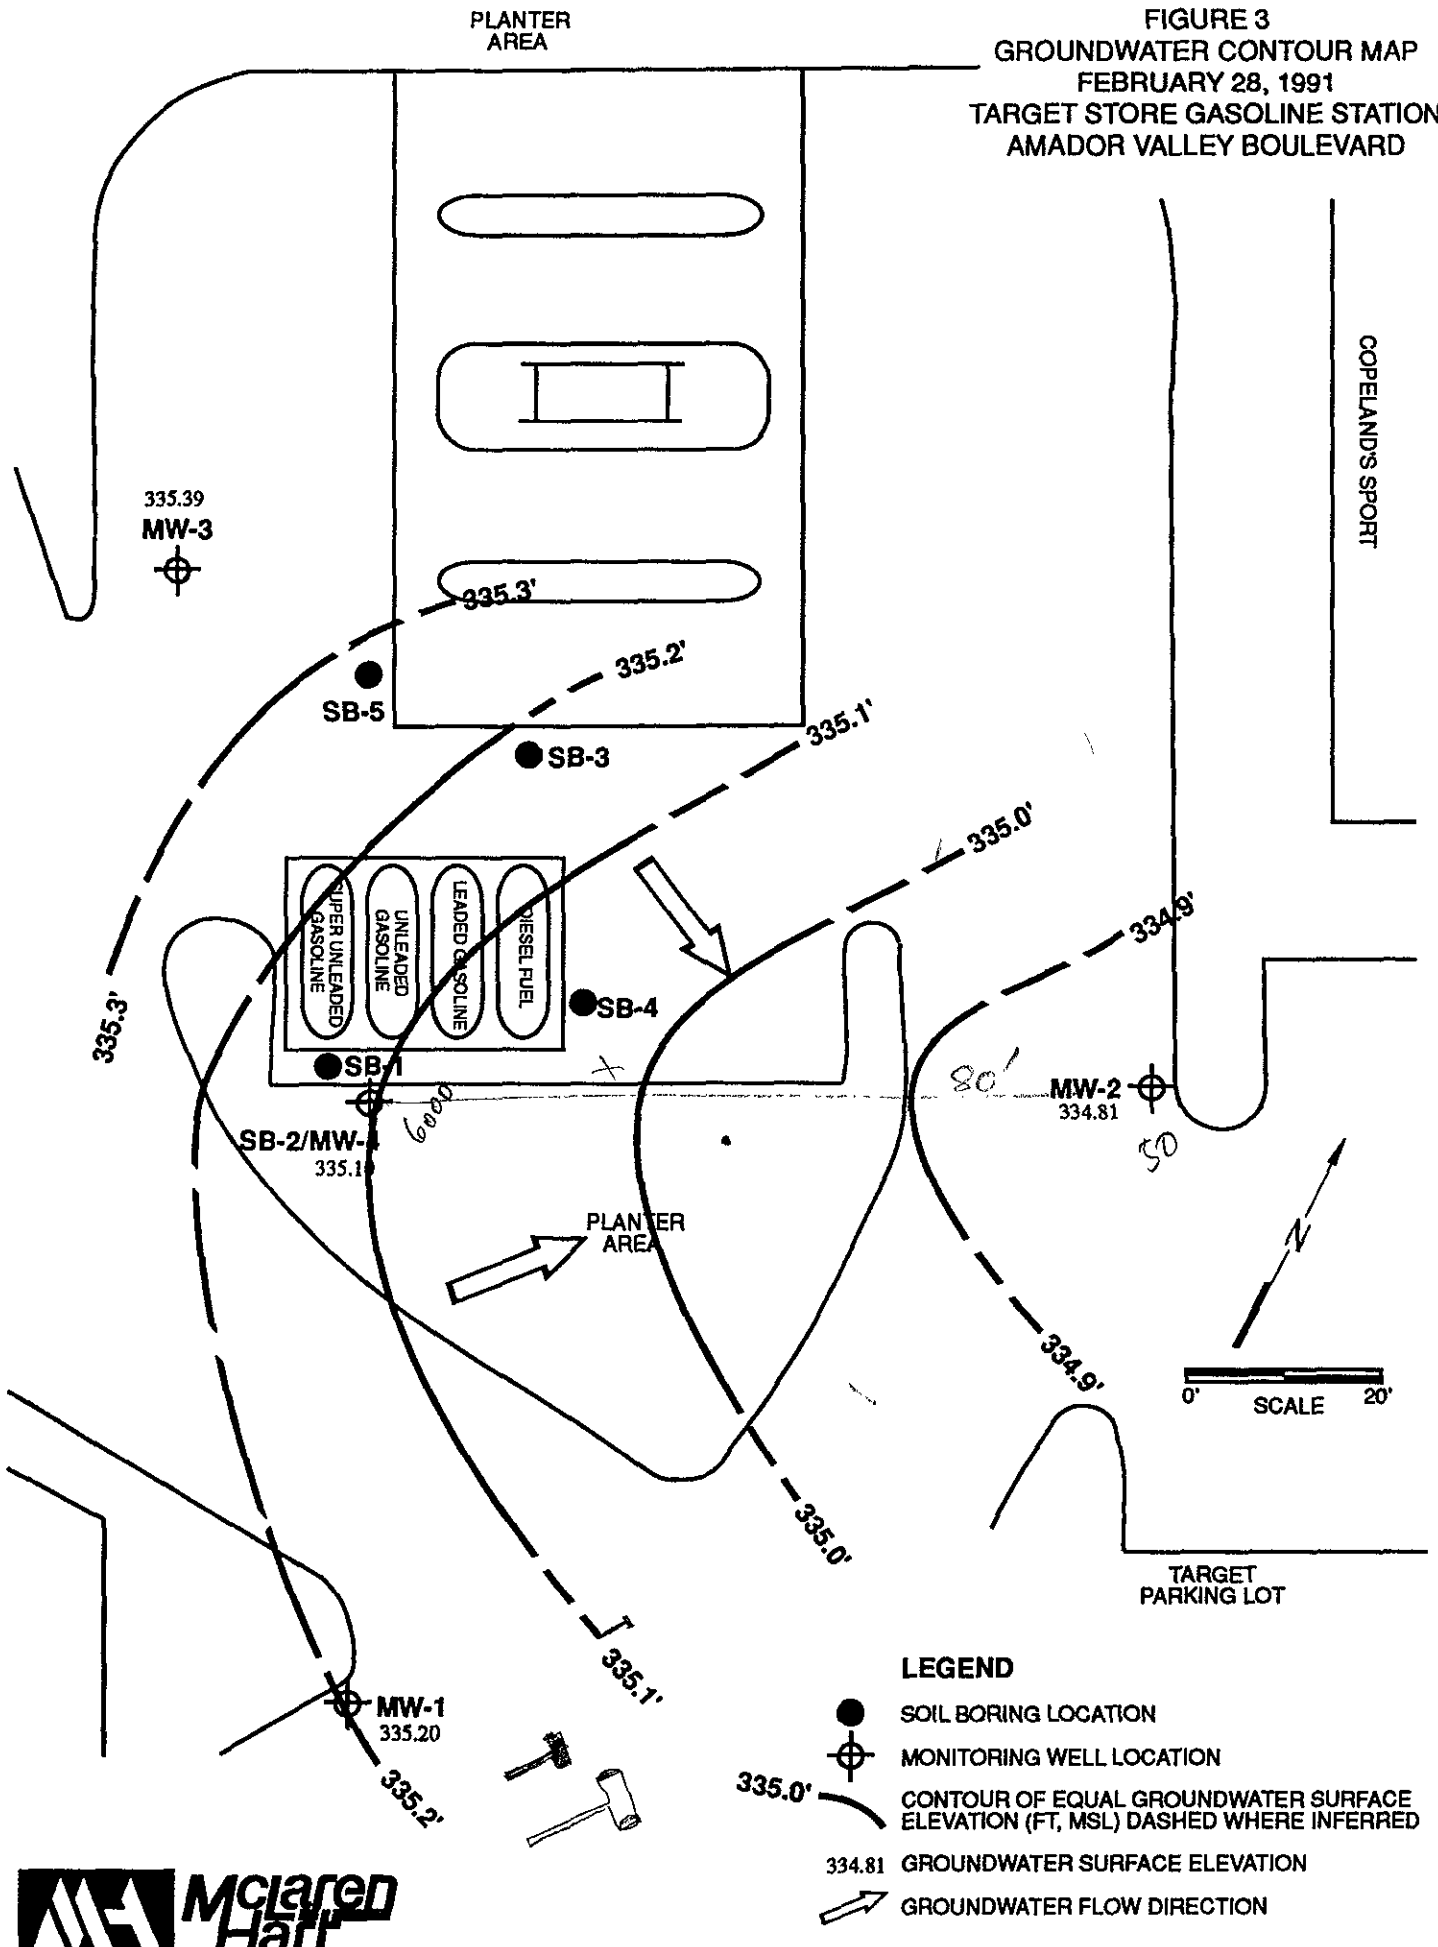 PLANTER
AREA
FIGURE 3
GROUNDWATER CONTOUR MAP
FEBRUARY 28, 1991
TARGET STORE GASOLINE STATION
AMADOR VALLEY BOULEVARD
COPELAND'S SPORT
335.39
MW-3
335.3'
335.2'
SB-5
335.1'
SB-3
335.0'
334.9'
SUPER UNLEADED
GASOLINE
UNLEADED
GASOLINE
LEADED GASOLINE
DIESEL FUEL
SB-4
335.3'
SB-1
6000
80'
MW-2
334.81
50
SB-2/MW-4
335.10
PLANTER
AREA
N
334.9'
0' 20'
SCALE
335.0'
TARGET
PARKING LOT
335.1'
MW-1
335.20
335.2'
LEGEND
SOIL BORING LOCATION
MONITORING WELL LOCATION
335.0' CONTOUR OF EQUAL GROUNDWATER SURFACE
ELEVATION (FT, MSL) DASHED WHERE INFERRED
334.81 GROUNDWATER SURFACE ELEVATION
GROUNDWATER FLOW DIRECTION
McLaren
Hart